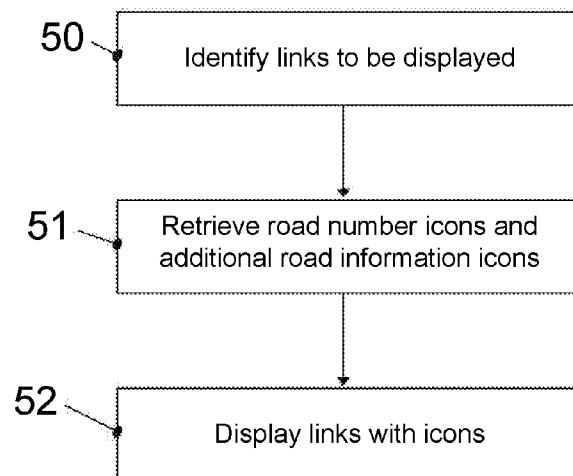 50
Identify links to be displayed
51
Retrieve road number icons and
additional road information icons
52
Display links with icons